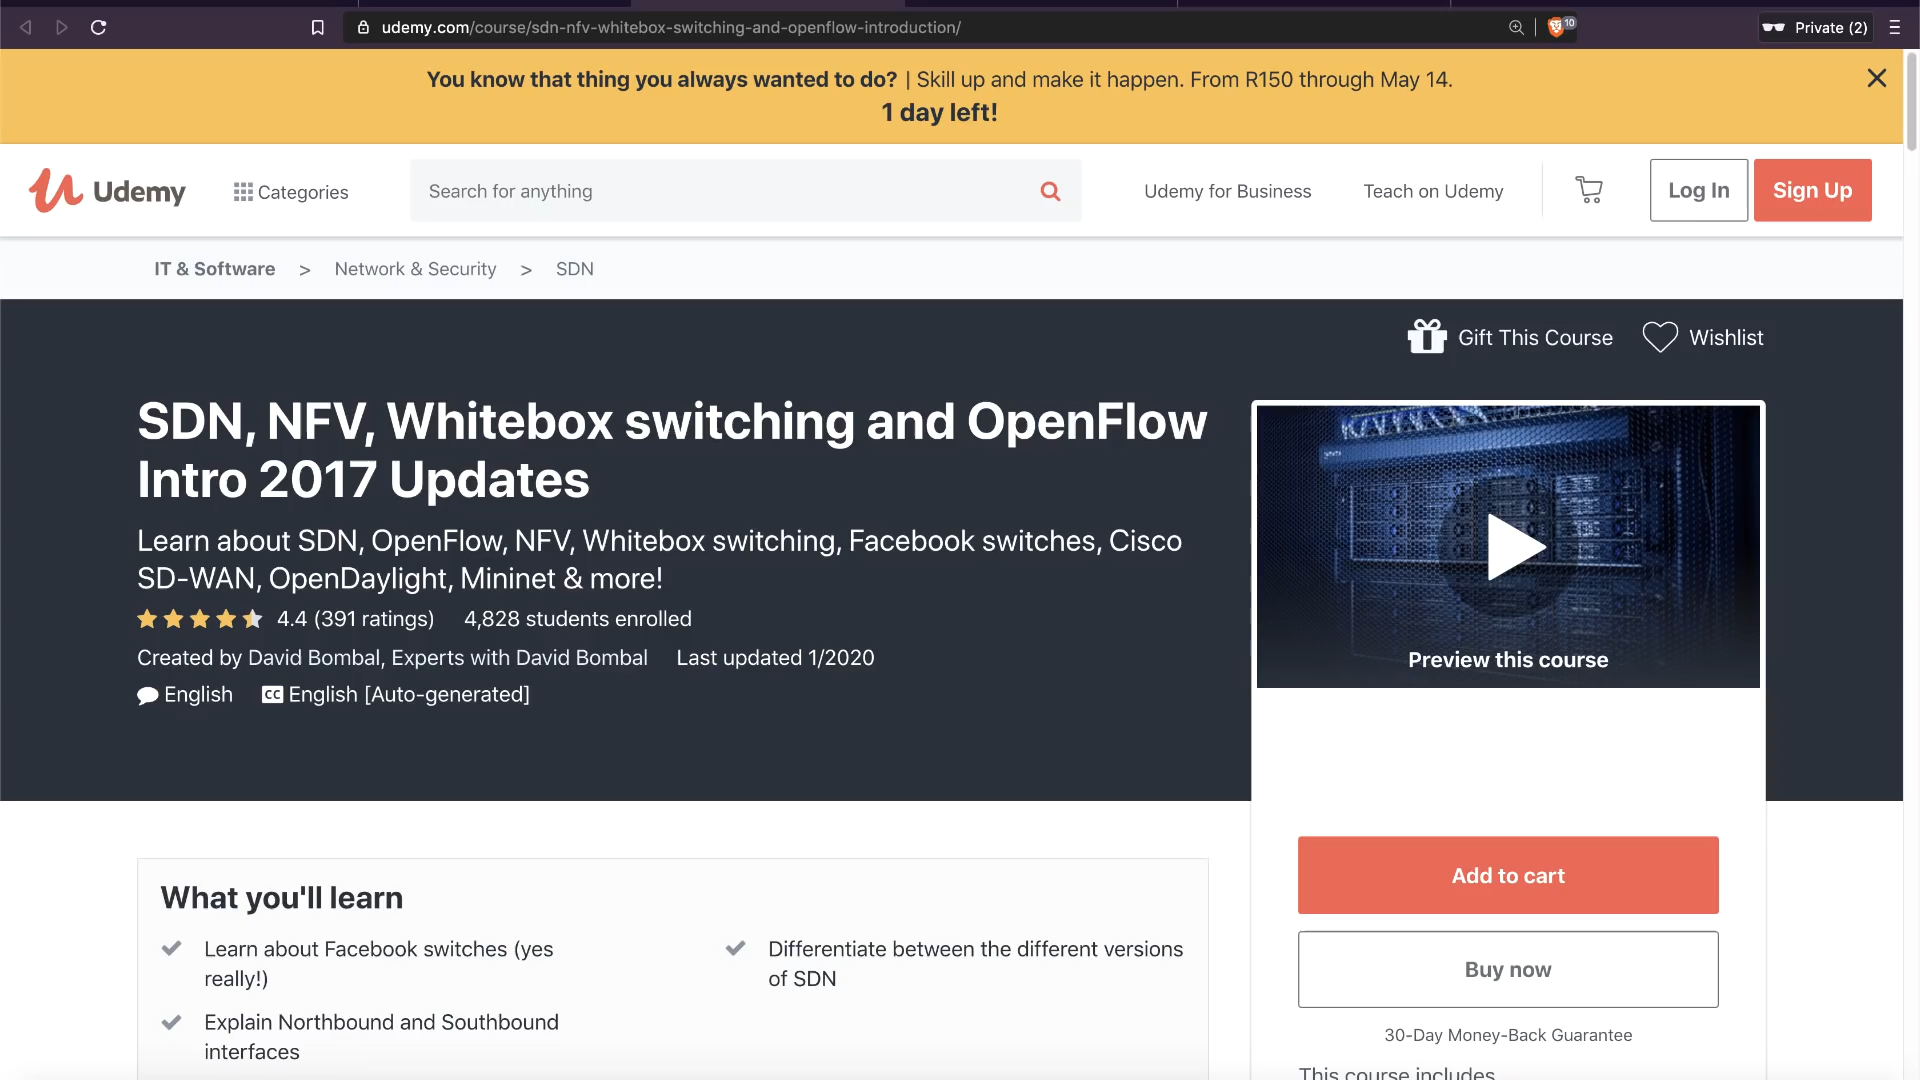 udemy.com/course/sdn-nfv-whitebox-switching-and-openflow-introduction/
10
Private (2)
You know that thing you always wanted to do? | Skill up and make it happen. From R150 through May 14.
1 day left!
Udemy
Categories
Search for anything
Udemy for Business
Teach on Udemy
Log In
Sign Up
IT & Software > Network & Security > SDN
Gift This Course
Wishlist
SDN, NFV, Whitebox switching and OpenFlow
Intro 2017 Updates
Learn about SDN, OpenFlow, NFV, Whitebox switching, Facebook switches, Cisco
SD-WAN, OpenDaylight, Mininet & more!
4.4 (391 ratings) 4,828 students enrolled
Created by David Bombal, Experts with David Bombal Last updated 1/2020
English CC English [Auto-generated]
Preview this course
Add to cart
Buy now
30-Day Money-Back Guarantee
This course includes
What you'll learn
Learn about Facebook switches (yes
really!)
Differentiate between the different versions
of SDN
Explain Northbound and Southbound
interfaces